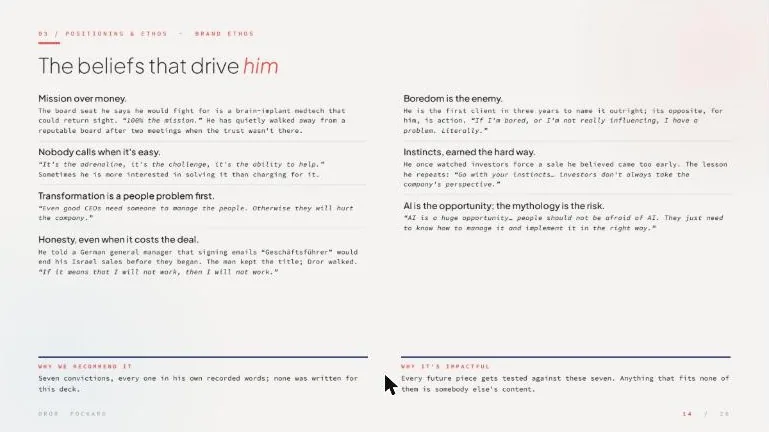 03 / POSITIONING & ETHOS - BRAND ETHOS
The beliefs that drive him
Mission over money.
The board seat he says he would fight for is a brain-implant medtech that
could return sight. “100% the mission.” He has quietly walked away from a
reputable board after two meetings when the trust wasn't there.
Nobody calls when it's easy.
“It's the adrenaline, it's the challenge, it's the ability to help.”
Sometimes he is more interested in solving it than charging for it.
Transformation is a people problem first.
“Even good CEOs need someone to manage the people. Otherwise they will hurt
the company.”
Honesty, even when it costs the deal.
He told a German general manager that signing emails “Geschäftsführer” would
end his Israel sales before they began. The man kept the title; Dror walked.
“If it means that I will not work, then I will not work.”
Boredom is the enemy.
He is the first client in three years to name it outright; its opposite, for
him, is action. “If I'm bored, or I'm not really influencing, I have a
problem. Literally.”
Instincts, earned the hard way.
He once watched investors force a sale he believed came too early. The lesson
he repeats: “Go with your instincts… investors don't always take the
company's perspective.”
AI is the opportunity; the mythology is the risk.
“AI is a huge opportunity… people should not be afraid of AI. They just need
to know how to manage it and implement it in the right way.”
WHY WE RECOMMEND IT
Seven convictions, every one in his own recorded words; none was written for
this deck.
WHY IT'S IMPACTFUL
Every future piece gets tested against these seven. Anything that fits none of
them is somebody else's content.
DROR
14 / 28